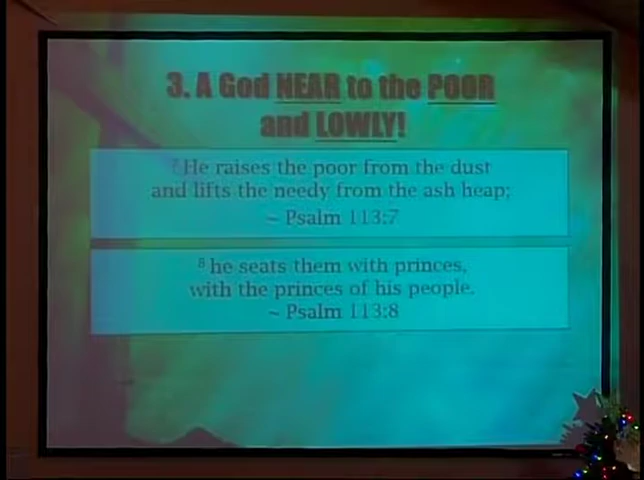 3. A God NEAR to the POOR
and LOWLY!
7 He raises the poor from the dust
and lifts the needy from the ash heap;
~ Psalm 113:7
8 he seats them with princes,
with the princes of his people.
~ Psalm 113:8